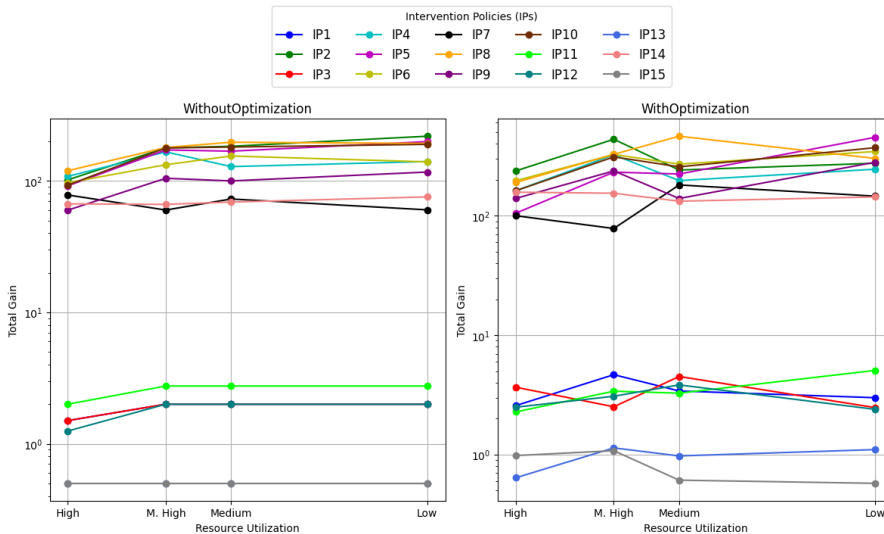 Intervention Policies (IPs)
IP1 IP4 IP7 IP10 IP13
IP2 IP5 IP8 IP11 IP14
IP3 IP6 IP9 IP12 IP15
WithoutOptimization
Total Gain
10²
10¹
10⁰
High M. High Medium Low
Resource Utilization
WithOptimization
Total Gain
10²
10¹
10⁰
High M. High Medium Low
Resource Utilization